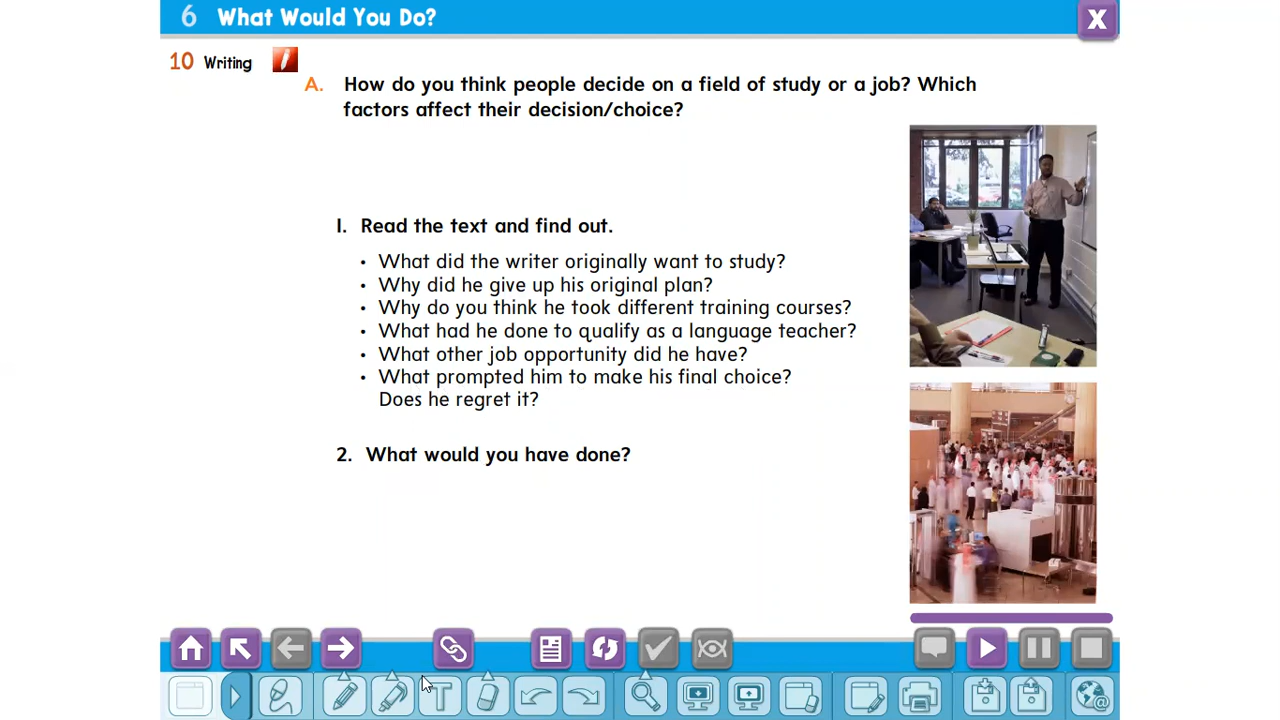 6 What Would You Do?
X
10 Writing
A. How do you think people decide on a field of study or a job? Which
factors affect their decision/choice?
1. Read the text and find out.
• What did the writer originally want to study?
• Why did he give up his original plan?
• Why do you think he took different training courses?
• What had he done to qualify as a language teacher?
• What other job opportunity did he have?
• What prompted him to make his final choice?
Does he regret it?
2. What would you have done?
T
@